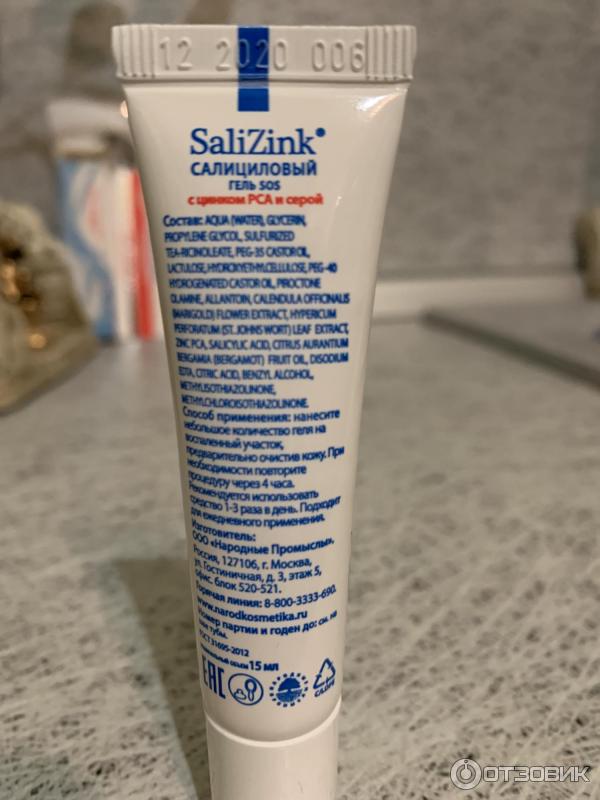 12 2020 006
SaliZink®
САЛИЦИЛОВЫЙ
ГЕЛЬ SOS
с цинком PCA и серой
Состав: AQUA (WATER), GLYCERIN,
PROPYLENE GLYCOL, SULFURIZED
TEA-RICINOLEATE, PEG-35 CASTOR OIL,
LACTULOSE, HYDROXYETHYLCELLULOSE, PEG-40
HYDROGENATED CASTOR OIL, PIROCTONE
OLAMINE, ALLANTOIN, CALENDULA OFFICINALIS
(MARIGOLD) FLOWER EXTRACT, HYPERICUM
PERFORATUM (ST. JOHNS WORT) LEAF EXTRACT,
ZINC PCA, SALICYLIC ACID, CITRUS AURANTIUM
BERGAMIA (BERGAMOT) FRUIT OIL, DISODIUM
EDTA, CITRIC ACID, BENZYL ALCOHOL,
METHYLISOTHIAZOLINONE,
METHYLCHLOROISOTHIAZOLINONE.
Способ применения: нанесите
небольшое количество геля на
воспаленный участок,
предварительно очистив кожу. При
необходимости повторите
процедуру через 4 часа.
Рекомендуется использовать
средство 1-3 раза в день. Подходит
для ежедневного применения.
Изготовитель:
ООО «Народные Промыслы».
Россия, 127106, г. Москва,
ул. Гостиничная, д. 3, этаж 5,
офис. блок 520-521.
Горячая линия: 8-800-3333-690.
www.narodkosmetika.ru
Номер партии и годен до: см. на
шве тубы.
ГОСТ 31695-2012
объем 15 мл
EAC
ОТЗОВИК